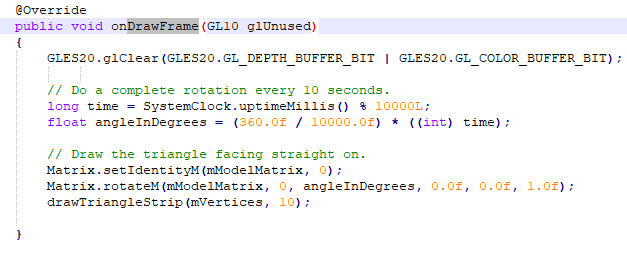 @Override
public void onDrawFrame(GL10 glUnused)
{
GLES20.glClear(GLES20.GL_DEPTH_BUFFER_BIT | GLES20.GL_COLOR_BUFFER_BIT);
// Do a complete rotation every 10 seconds.
long time = SystemClock.uptimeMillis() % 10000L;
float angleInDegrees = (360.0f / 10000.0f) * ((int) time);
// Draw the triangle facing straight on.
Matrix.setIdentityM(mModelMatrix, 0);
Matrix.rotateM(mModelMatrix, 0, angleInDegrees, 0.0f, 0.0f, 1.0f);
drawTriangleStrip(mVertices, 10);
}